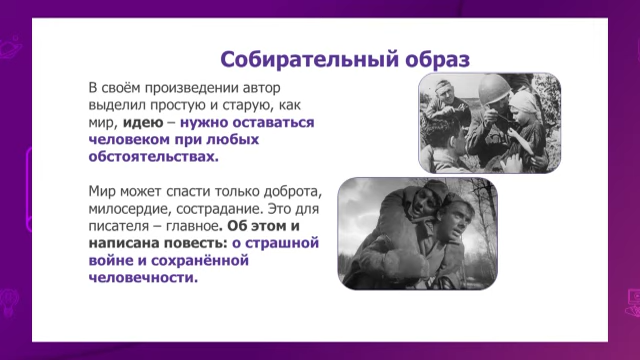 Собирательный образ
В своём произведении автор
выделил простую и старую, как
мир, идею – нужно оставаться
человеком при любых
обстоятельствах.
Мир может спасти только доброта,
милосердие, сострадание. Это для
писателя – главное. Об этом и
написана повесть: о страшной
войне и сохранённой
человечности.